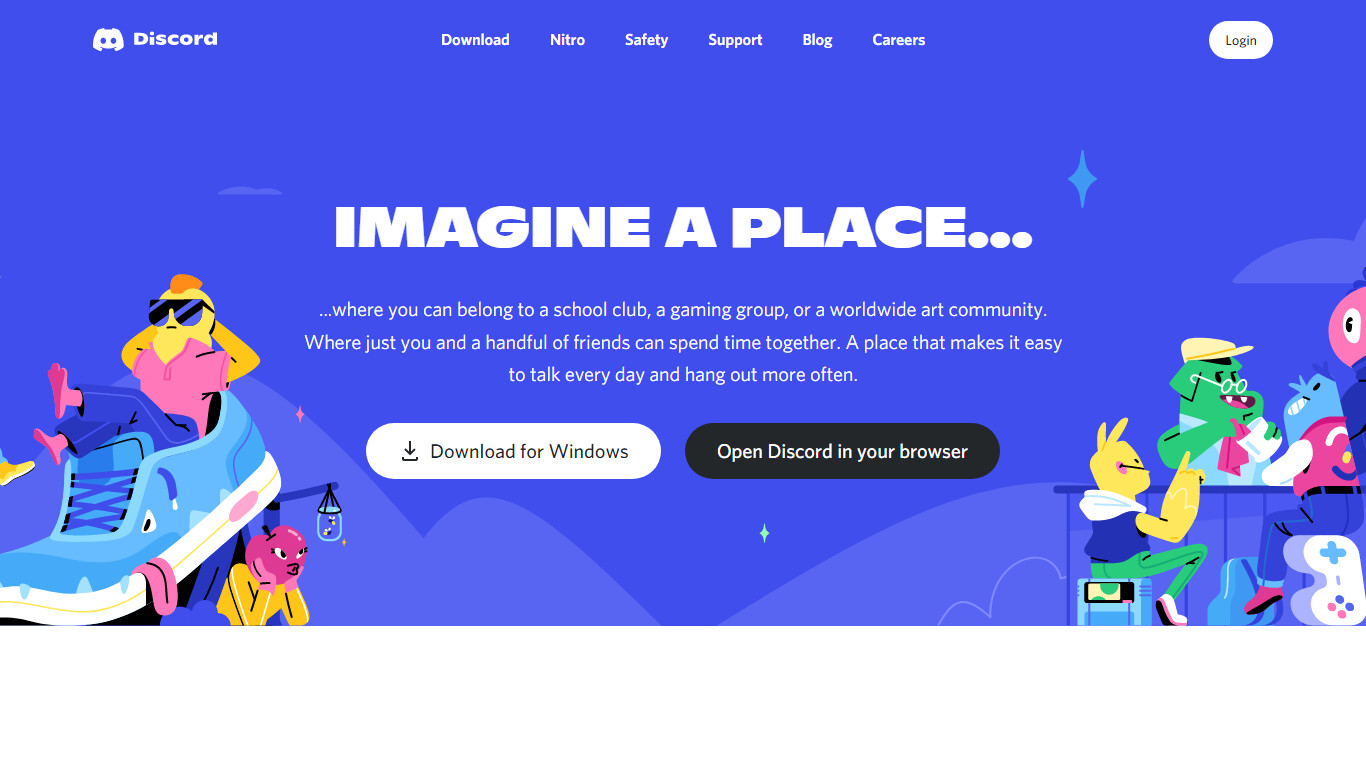 Discord
Download Nitro Safety Support Blog Careers
Login
IMAGINE A PLACE...
...where you can belong to a school club, a gaming group, or a worldwide art community.
Where just you and a handful of friends can spend time together. A place that makes it easy
to talk every day and hang out more often.
Download for Windows
Open Discord in your browser